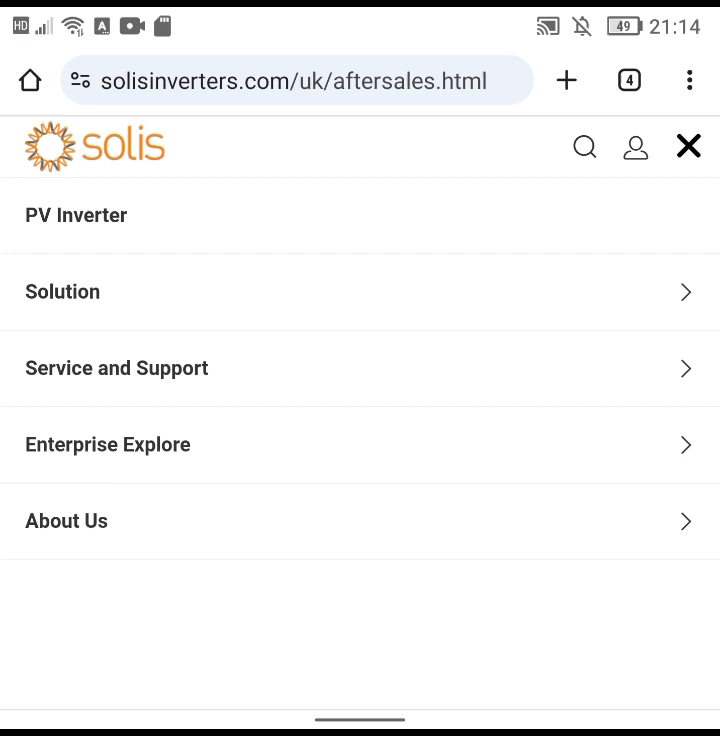 HD A 49 21:14
solisinverters.com/uk/aftersales.html 4
solis
PV Inverter
Solution
Service and Support
Enterprise Explore
About Us